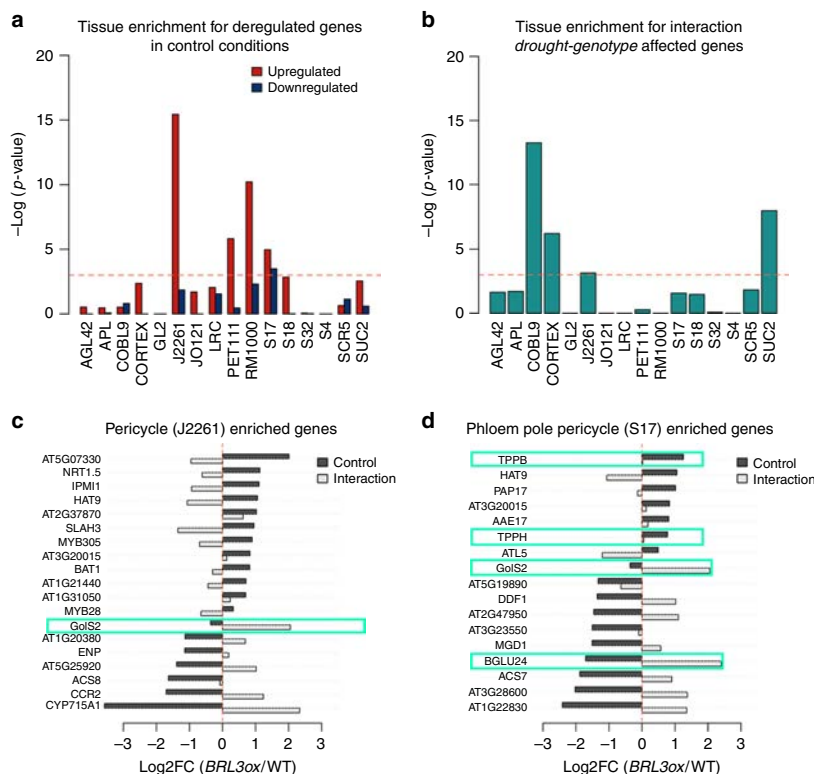 a
Tissue enrichment for deregulated genes
in control conditions
20
15
10
5
0
–Log (p-value)
Upregulated
Downregulated
AGL42
APL
COBL9
CORTEX
GL2
J2261
JO121
LRC
PET111
RM1000
S17
S18
S32
S4
SCR5
SUC2
b
Tissue enrichment for interaction
drought-genotype affected genes
20
15
10
5
0
–Log (p-value)
AGL42
APL
COBL9
CORTEX
GL2
J2261
JO121
LRC
PET111
RM1000
S17
S18
S32
S4
SCR5
SUC2
c
Pericycle (J2261) enriched genes
Control
Interaction
AT5G07330
NRT1.5
IPMI1
HAT9
AT2G37870
SLAH3
MYB305
AT3G20015
BAT1
AT1G21440
AT1G31050
MYB28
GolS2
AT1G20380
ENP
AT5G25920
ACS8
CCR2
CYP715A1
–3 –2 –1 0 1 2 3
Log2FC (BRL3ox/WT)
d
Phloem pole pericycle (S17) enriched genes
Control
Interaction
TPPB
HAT9
PAP17
AT3G20015
AAE17
TPPH
ATL5
GolS2
AT5G19890
DDF1
AT2G47950
AT3G23550
MGD1
BGLU24
ACS7
AT3G28600
AT1G22830
–3 –2 –1 0 1 2 3
Log2FC (BRL3ox/WT)